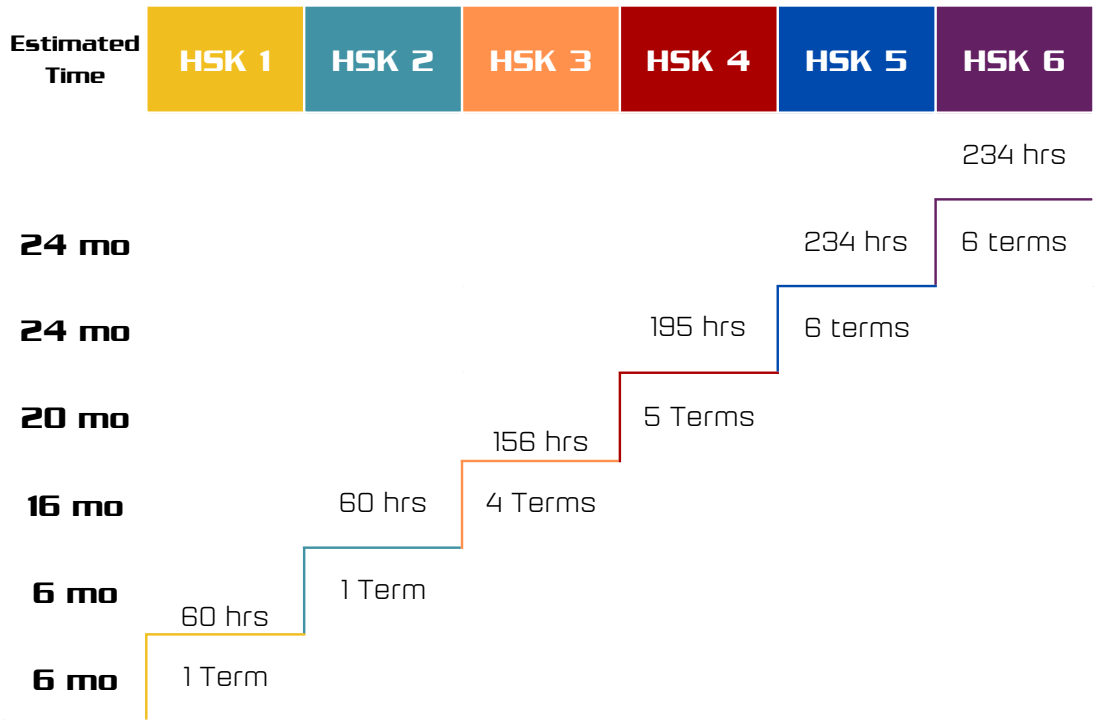 Estimated
Time
HSK 1
HSK 2
HSK 3
HSK 4
HSK 5
HSK 6
234 hrs
24 mo
234 hrs
6 terms
24 mo
195 hrs
6 terms
20 mo
156 hrs
5 Terms
16 mo
60 hrs
4 Terms
6 mo
60 hrs
1 Term
6 mo
1 Term